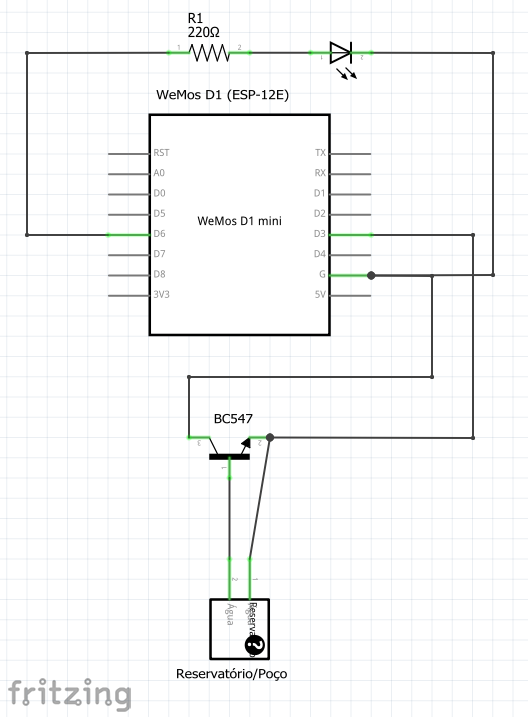 R1
220Ω
1 2
1 2
WeMos D1 (ESP-12E)
RST TX
A0 RX
D0 D1
D5 D2
WeMos D1 mini
D6 D3
D7 D4
D8 G
3V3 5V
BC547
3 2
1
2 1
Água
Reservatório/Poço
fritzing